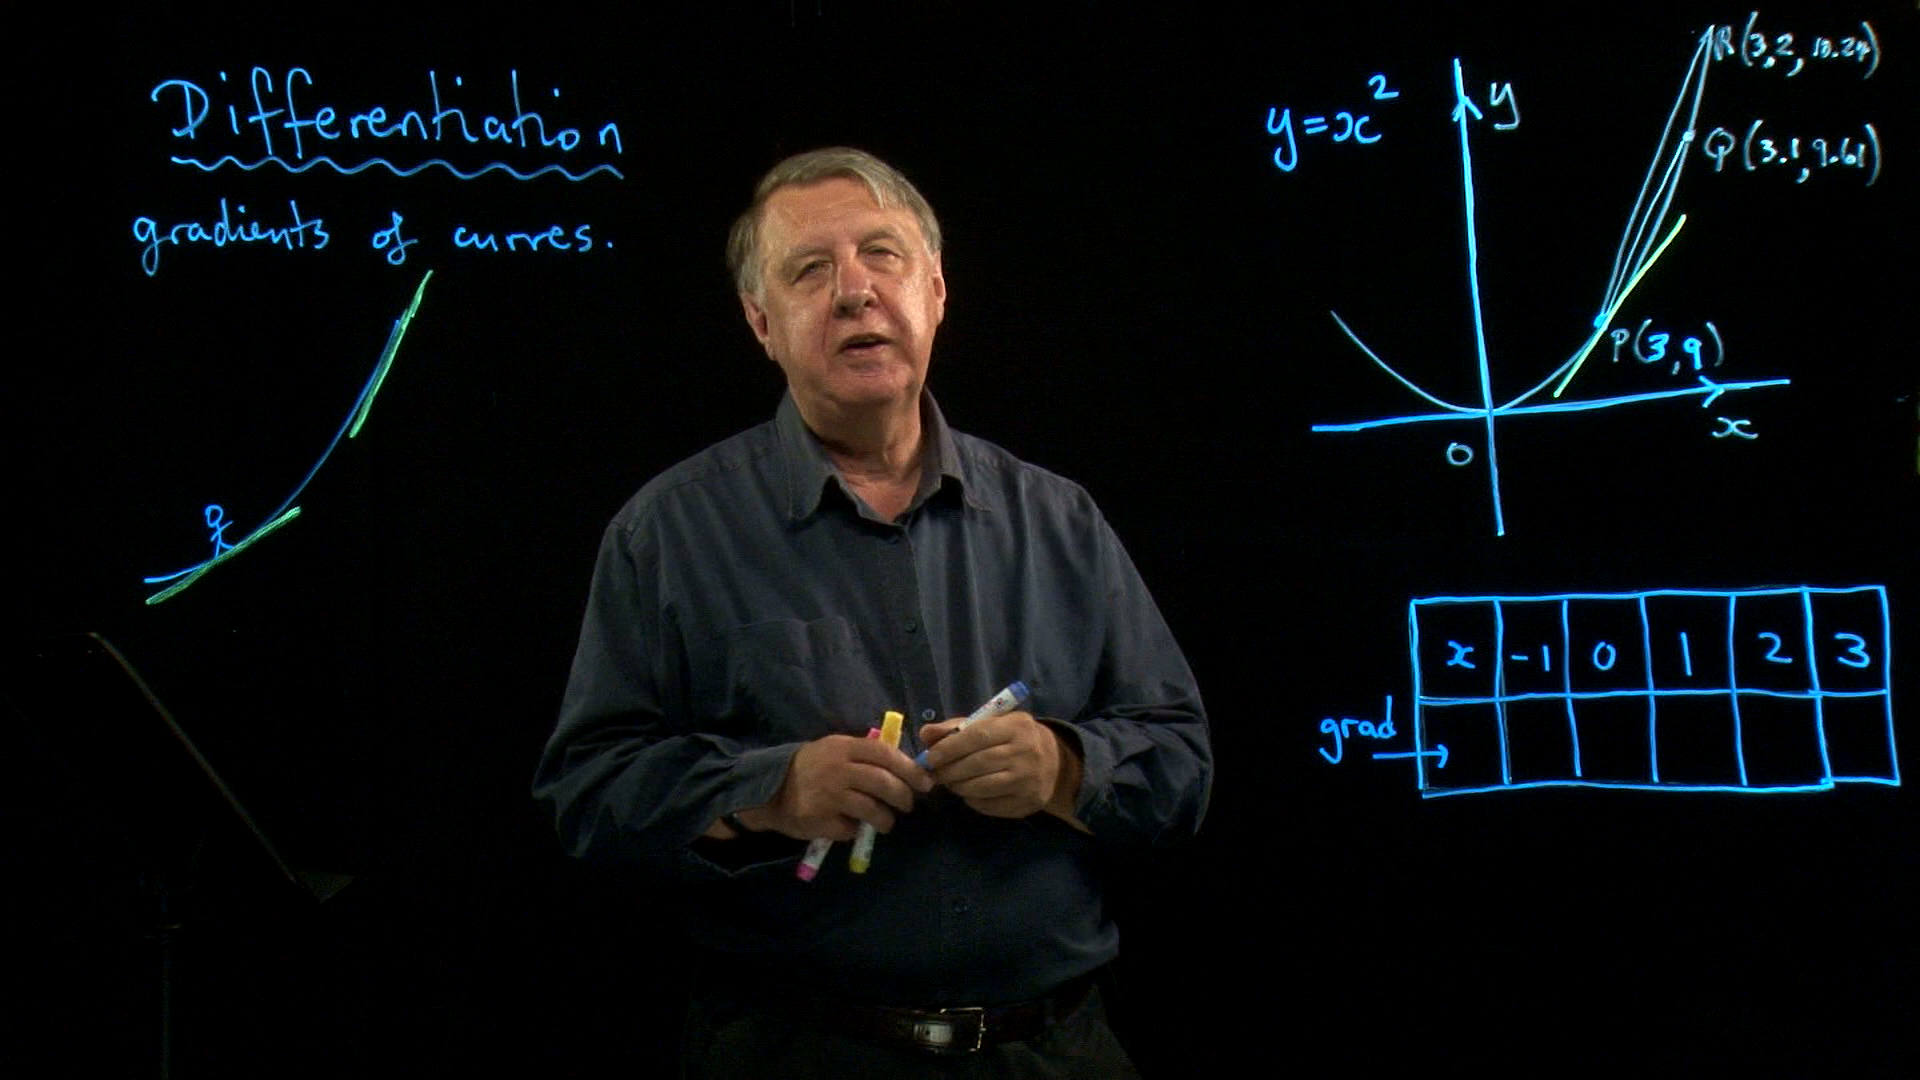 Differentiation
gradients of curves.
y=x²
y
R(3.2, 10.24)
Q(3.1, 9.61)
P(3,9)
x
0
x -1 0 1 2 3
grad →